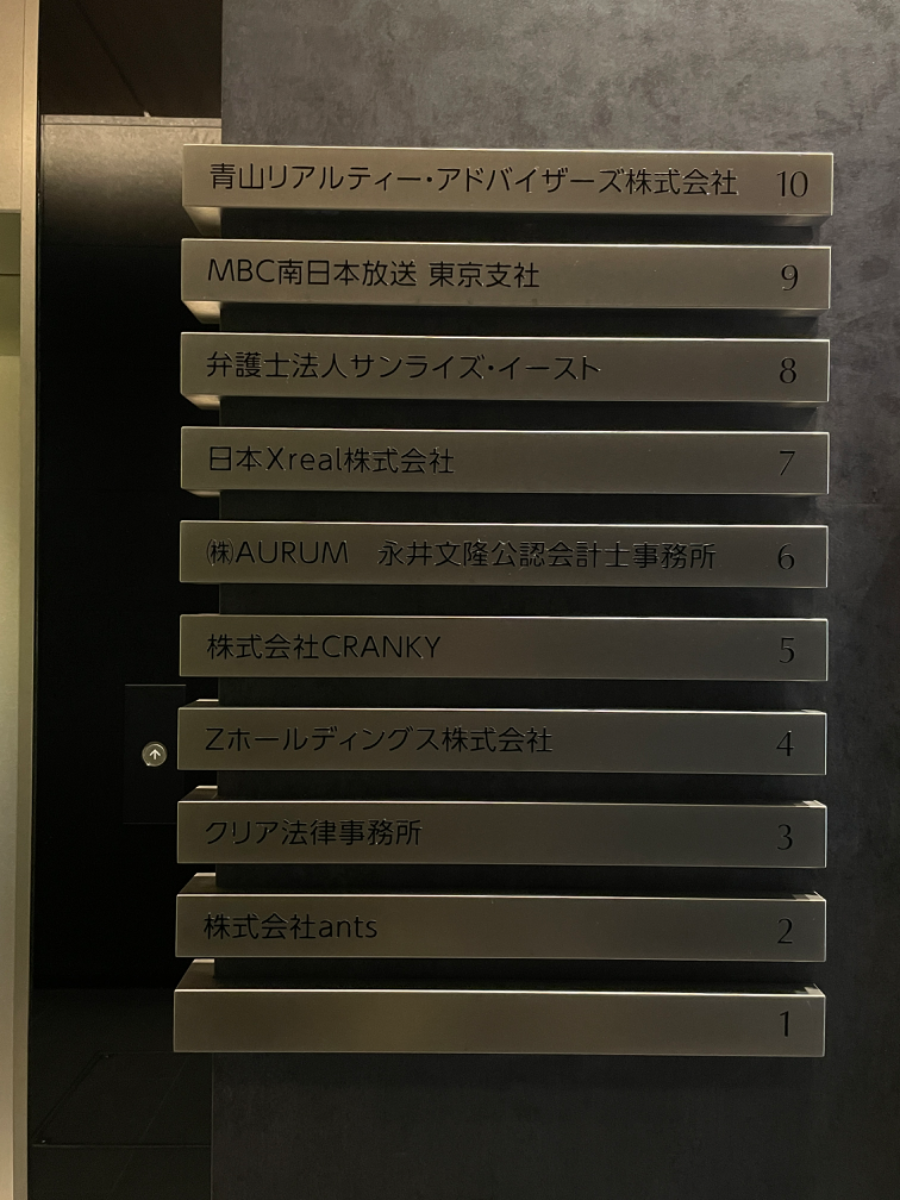 青山リアルティー・アドバイザーズ株式会社 10
MBC南日本放送 東京支社 9
弁護士法人サンライズ・イースト 8
日本Xreal株式会社 7
㈱AURUM　永井文隆公認会計士事務所 6
株式会社CRANKY 5
Zホールディングス株式会社 4
クリア法律事務所 3
株式会社ants 2
1